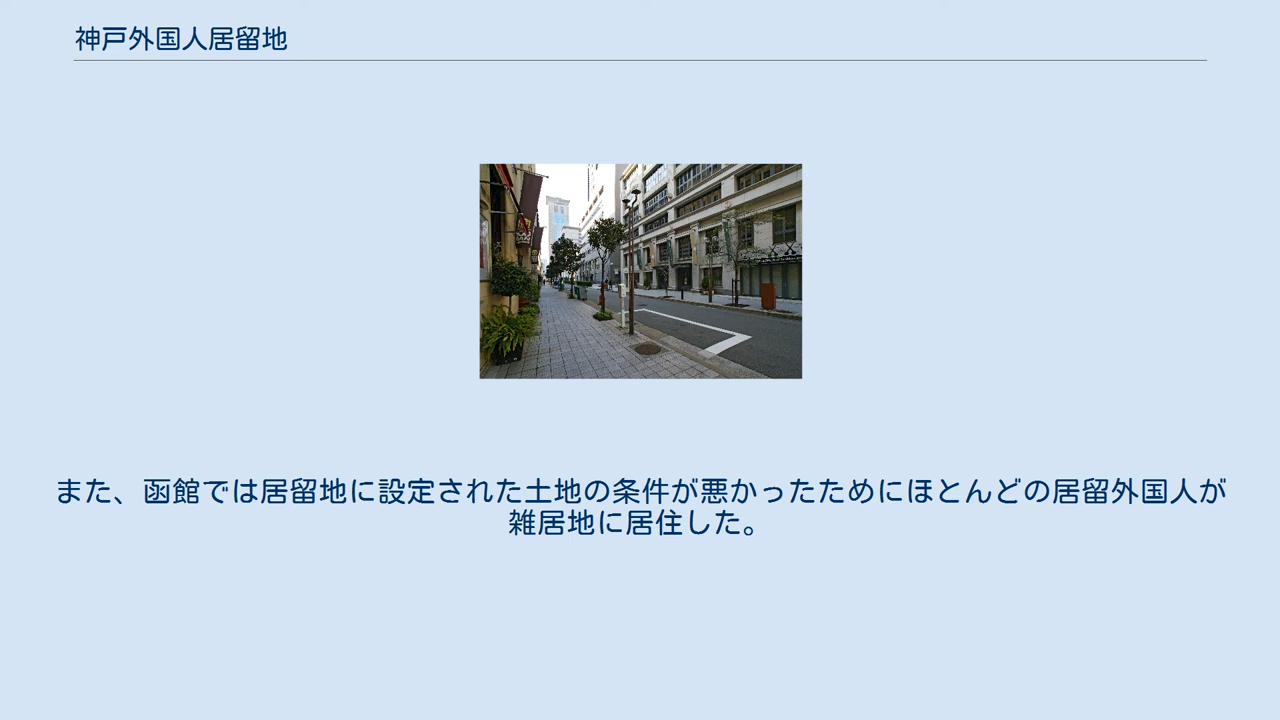 神戸外国人居留地
また、函館では居留地に設定された土地の条件が悪かったためにほとんどの居留外国人が
雑居地に居住した。